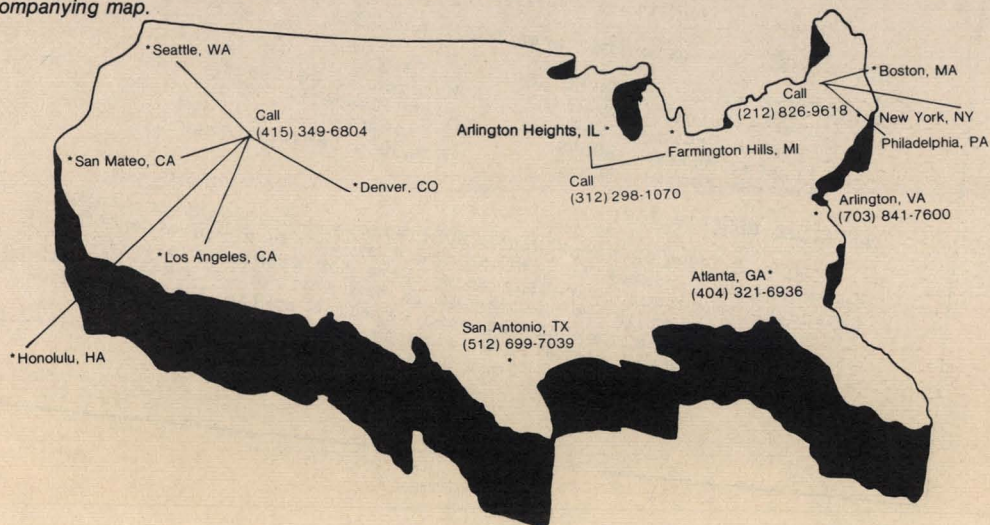 ompanying map.
*Seattle, WA
Call
(415) 349-6804
*San Mateo, CA
*Denver, CO
*Los Angeles, CA
*Honolulu, HA
Arlington Heights, IL*
Farmington Hills, MI
Call
(312) 298-1070
San Antonio, TX
(512) 699-7039
*Boston, MA
Call
(212) 826-9618
New York, NY
Philadelphia, PA
Arlington, VA
(703) 841-7600
Atlanta, GA*
(404) 321-6936